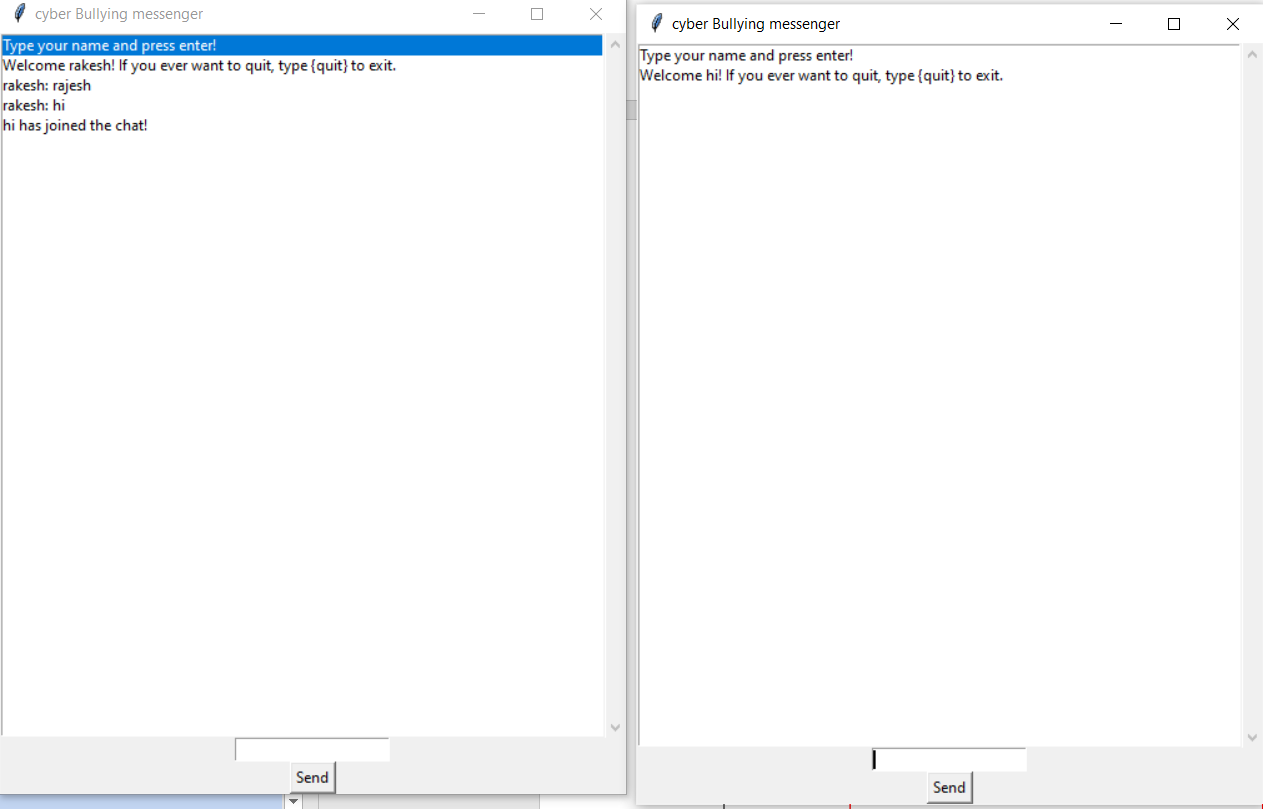 cyber Bullying messenger
Type your name and press enter!
Welcome rakesh! If you ever want to quit, type {quit} to exit.
rakesh: rajesh
rakesh: hi
hi has joined the chat!
Send
cyber Bullying messenger
Type your name and press enter!
Welcome hi! If you ever want to quit, type {quit} to exit.
Send